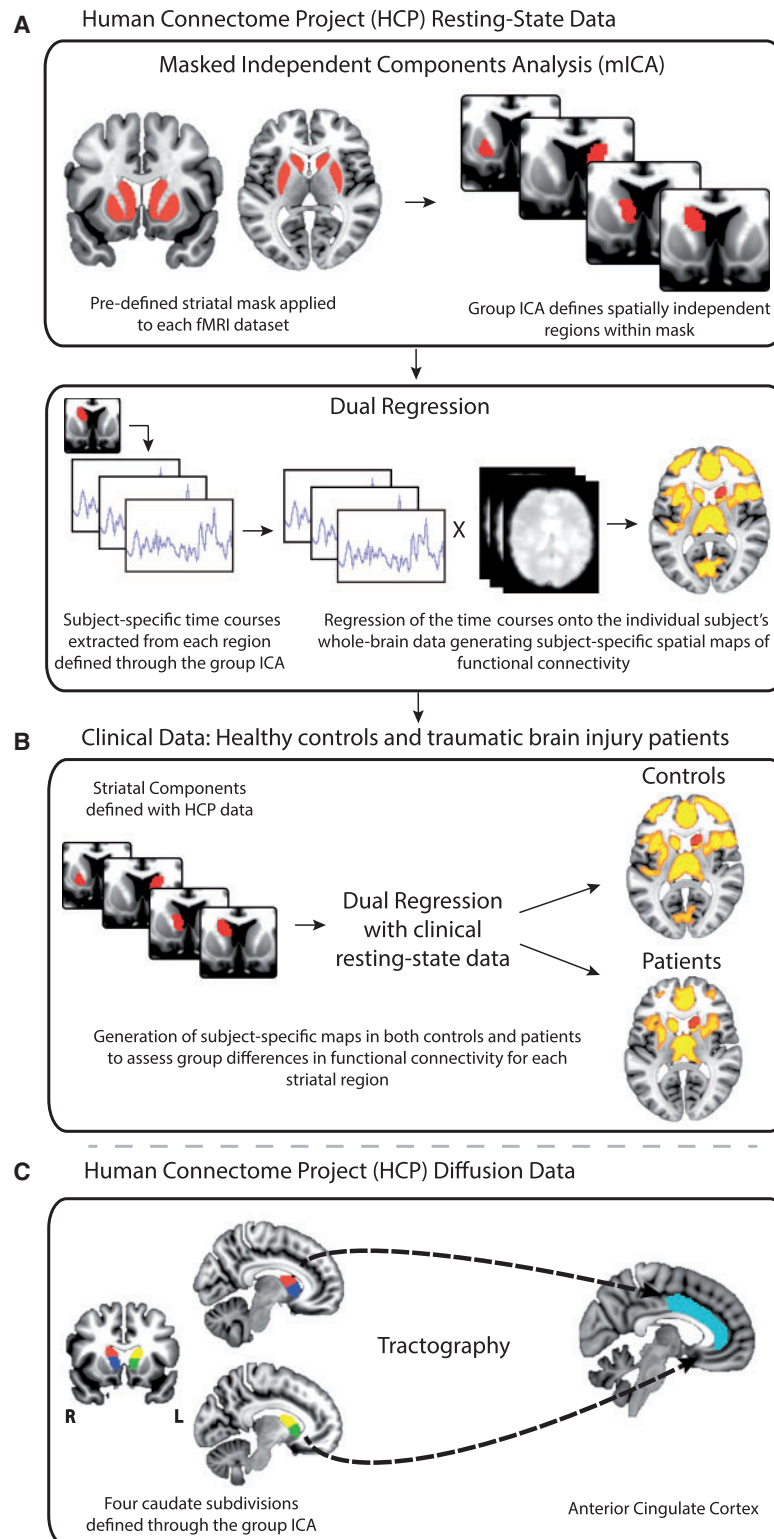 A Human Connectome Project (HCP) Resting-State Data
Masked Independent Components Analysis (mICA)
Pre-defined striatal mask applied
to each fMRI dataset
Group ICA defines spatially independent
regions within mask
Dual Regression
X
Subject-specific time courses
extracted from each region
defined through the group ICA
Regression of the time courses onto the individual subject's
whole-brain data generating subject-specific spatial maps of
functional connectivity
B Clinical Data: Healthy controls and traumatic brain injury patients
Striatal Components
defined with HCP data
Controls
Dual Regression
with clinical
resting-state data
Patients
Generation of subject-specific maps in both controls and patients
to assess group differences in functional connectivity for each
striatal region
C Human Connectome Project (HCP) Diffusion Data
Tractography
R L
Four caudate subdivisions
defined through the group ICA
Anterior Cingulate Cortex